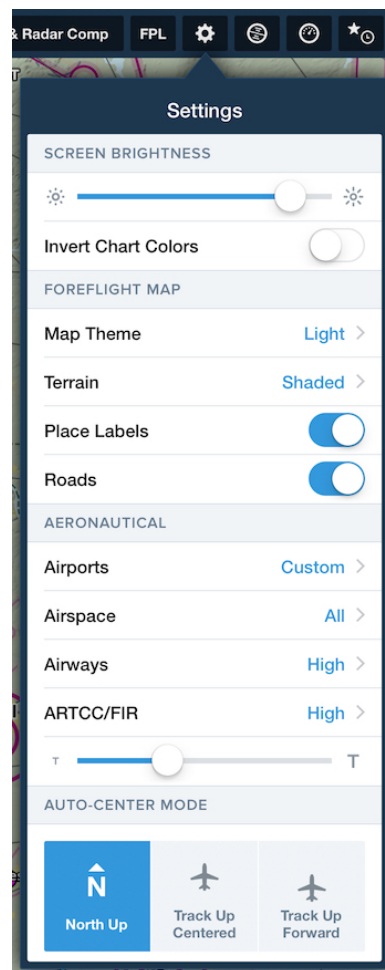 & Radar Comp FPL
Settings
SCREEN BRIGHTNESS
Invert Chart Colors
FOREFLIGHT MAP
Map Theme Light
Terrain Shaded
Place Labels
Roads
AERONAUTICAL
Airports Custom
Airspace All
Airways High
ARTCC/FIR High
T T
AUTO-CENTER MODE
N
North Up
Track Up
Centered
Track Up
Forward